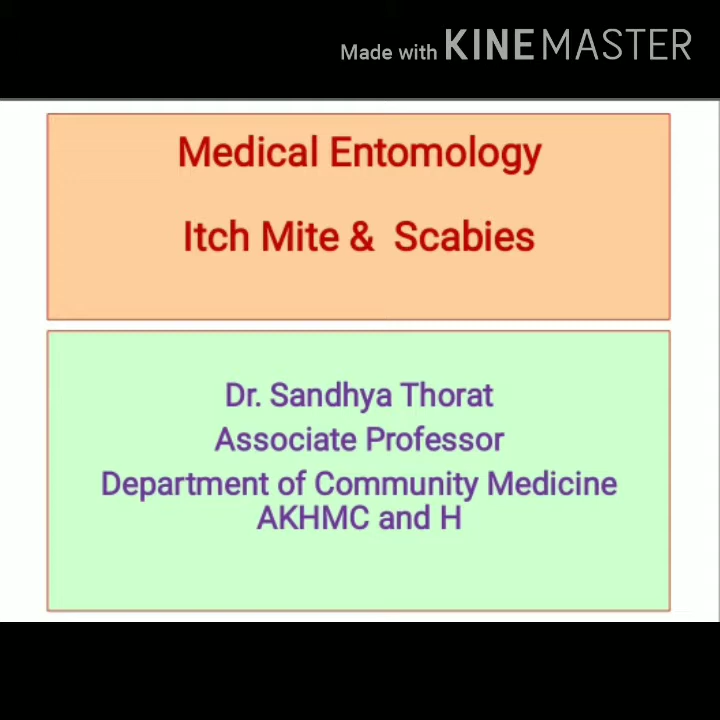 Made with KINEMASTER
Medical Entomology
Itch Mite & Scabies
Dr. Sandhya Thorat
Associate Professor
Department of Community Medicine
AKHMC and H